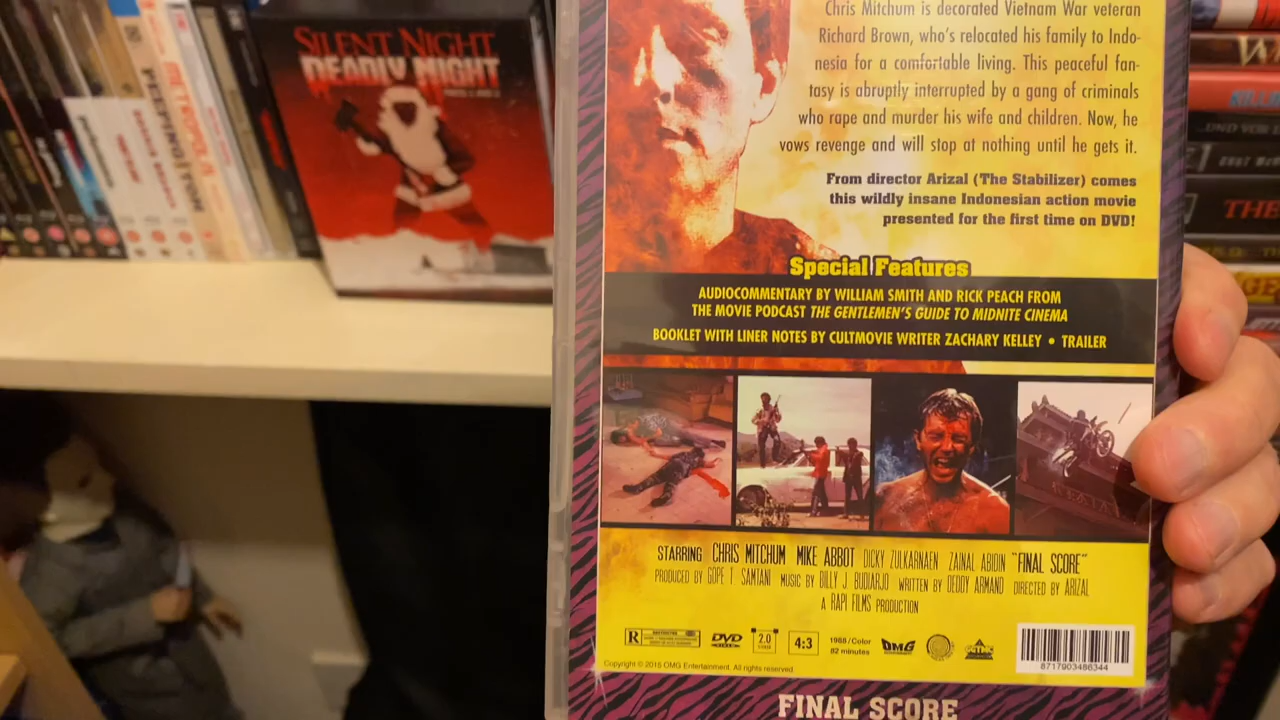 SILENT NIGHT
DEADLY NIGHT
PEEPING TOM
METROPOLIS
Chris Mitchum is decorated Vietnam War veteran
Richard Brown, who's relocated his family to Indo-
nesia for a comfortable living. This peaceful fan-
tasy is abruptly interrupted by a gang of criminals
who rape and murder his wife and children. Now, he
vows revenge and will stop at nothing until he gets it.
From director Arizal (The Stabilizer) comes
this wildly insane Indonesian action movie
presented for the first time on DVD!
Special Features
AUDIOCOMMENTARY BY WILLIAM SMITH AND RICK PEACH FROM
THE MOVIE PODCAST THE GENTLEMEN'S GUIDE TO MIDNITE CINEMA
BOOKLET WITH LINER NOTES BY CULTMOVIE WRITER ZACHARY KELLEY • TRAILER
STARRING CHRIS MITCHUM MIKE ABBOT DICKY ZULKARNAEN ZAINAL ABIDIN "FINAL SCORE"
PRODUCED BY GOPE T SAMTANI MUSIC BY BILLY J. BUDIARJO WRITTEN BY DEDDY ARMAND DIRECTED BY ARIZAL
A RAPI FILMS PRODUCTION
R DVD 2.0 4:3 1988/Color
82 minutes
OMG
Copyright © 2015 OMG Entertainment. All rights reserved
8717903486344
FINAL SCORE
THE